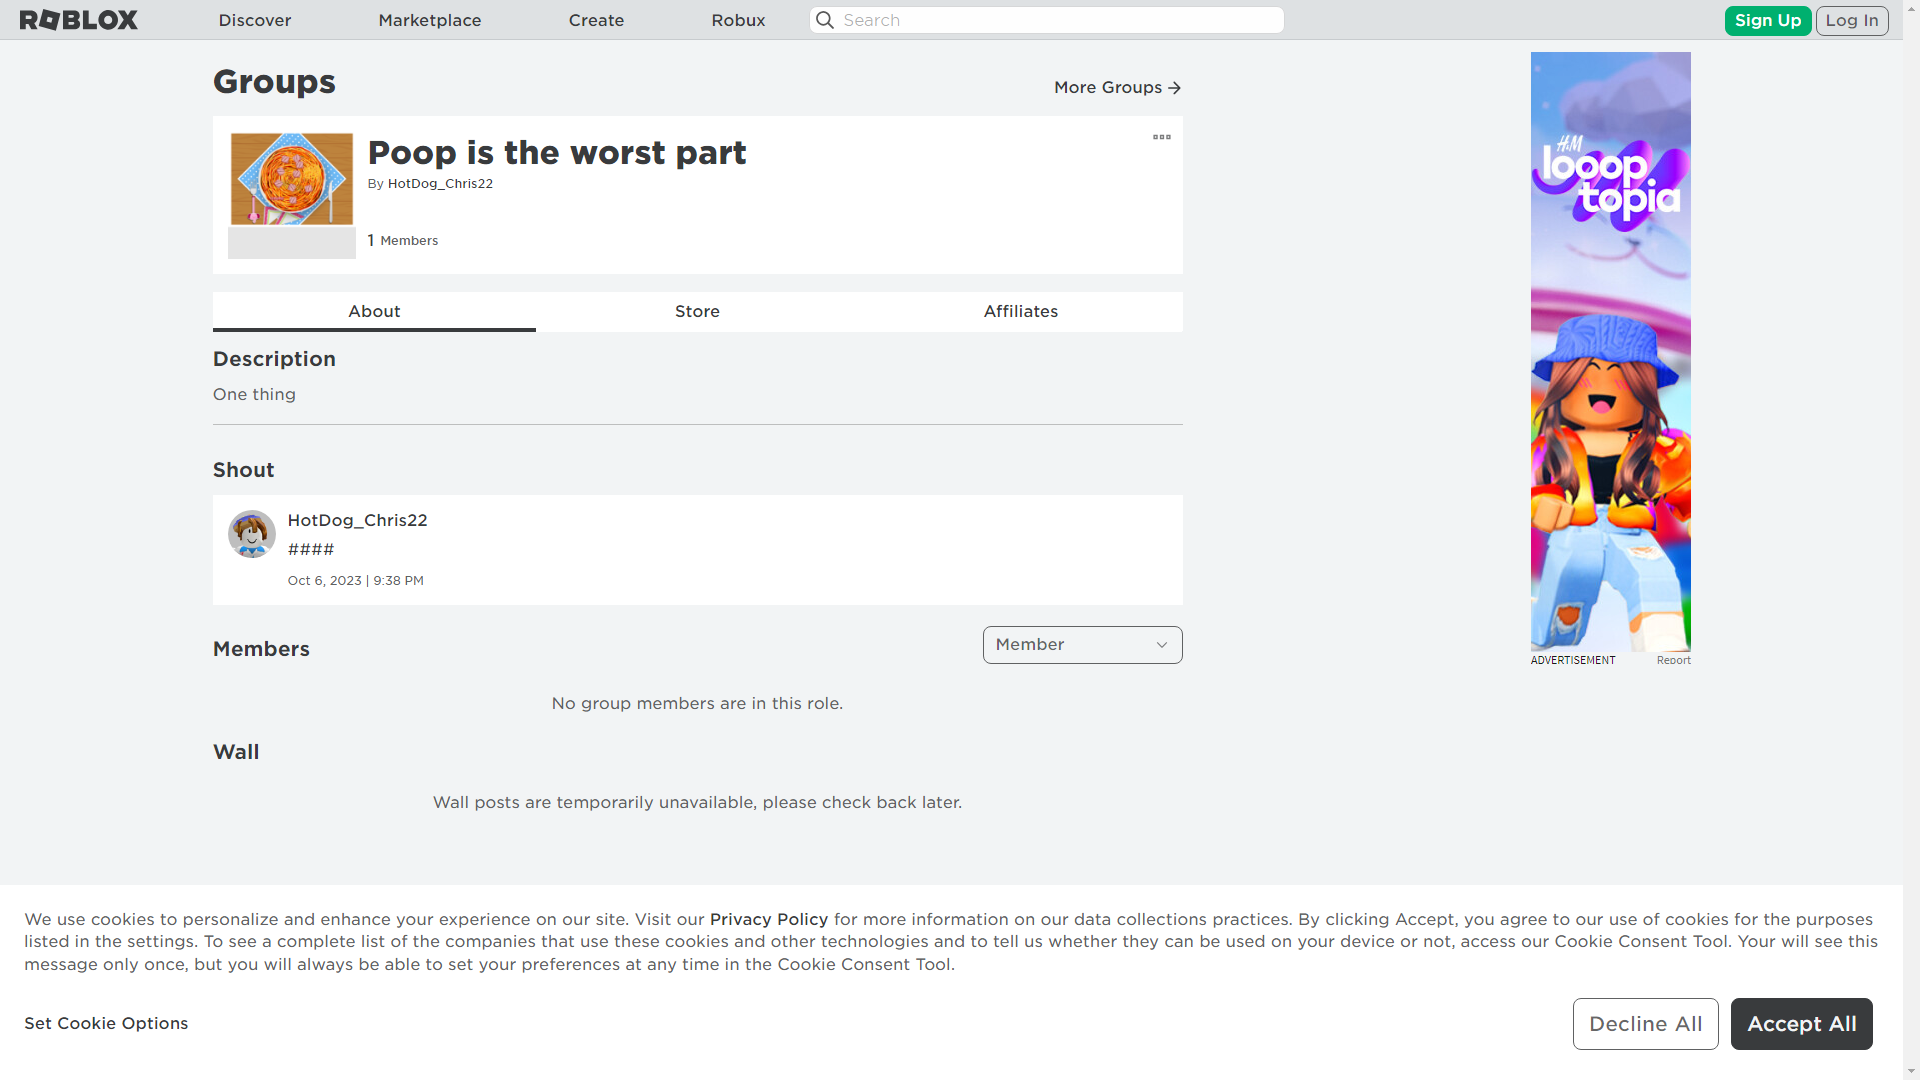 ROBLOX
Discover
Marketplace
Create
Robux
Search
Sign Up
Log In
Groups
More Groups
Poop is the worst part
By HotDog_Chris22
1 Members
About
Store
Affiliates
Description
One thing
Shout
HotDog_Chris22
####
Oct 6, 2023 | 9:38 PM
Members
Member
No group members are in this role.
Wall
Wall posts are temporarily unavailable, please check back later.
H&M
looop
topia
ADVERTISEMENT
Report
We use cookies to personalize and enhance your experience on our site. Visit our Privacy Policy for more information on our data collections practices. By clicking Accept, you agree to our use of cookies for the purposes
listed in the settings. To see a complete list of the companies that use these cookies and other technologies and to tell us whether they can be used on your device or not, access our Cookie Consent Tool. Your will see this
message only once, but you will always be able to set your preferences at any time in the Cookie Consent Tool.
Set Cookie Options
Decline All
Accept All